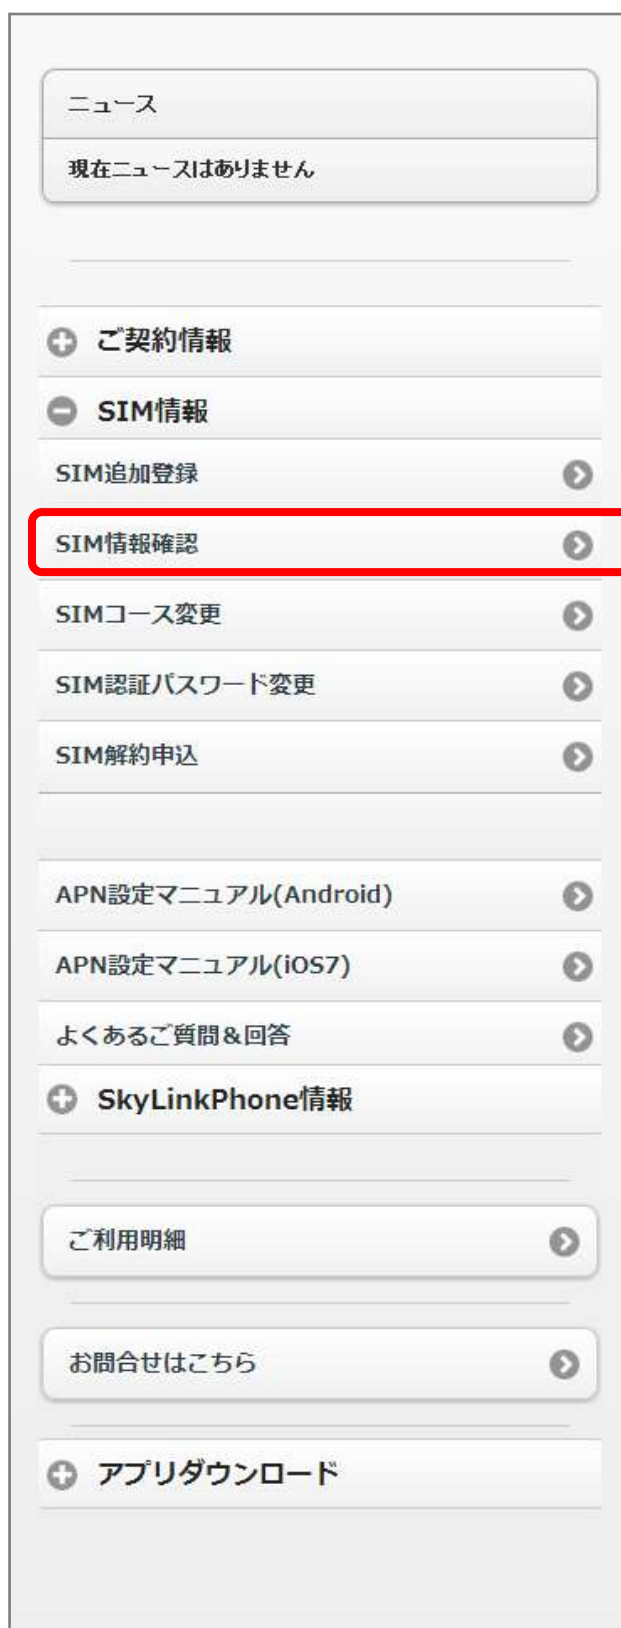 ニュース
現在ニュースはありません
ご契約情報
SIM情報
SIM追加登録
SIM情報確認
SIMコース変更
SIM認証パスワード変更
SIM解約申込
APN設定マニュアル(Android)
APN設定マニュアル(iOS7)
よくあるご質問&回答
SkyLinkPhone情報
ご利用明細
お問合せはこちら
アプリダウンロード